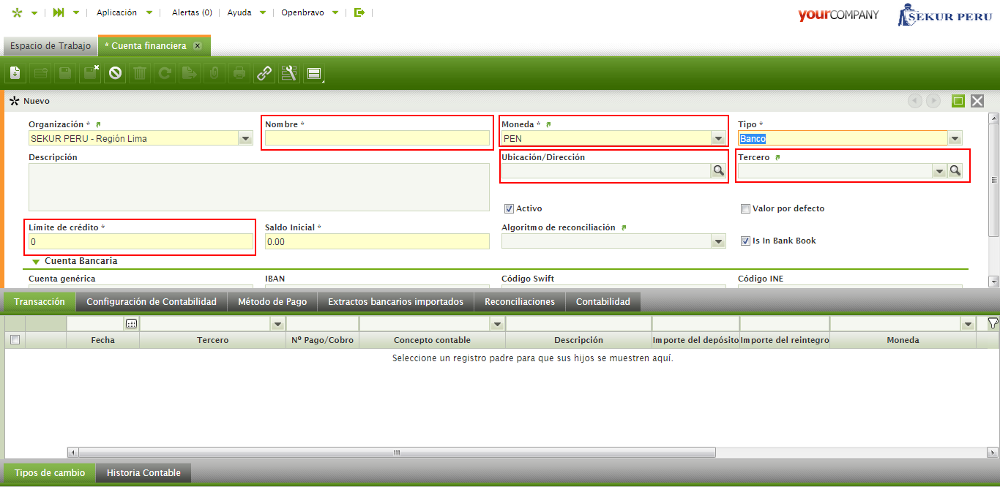 Aplicación Alertas (0) Ayuda Openbravo yourCOMPANY SEKUR PERU
Espacio de Trabajo * Cuenta financiera
Nuevo
Organización * Nombre * Moneda * Tipo *
SEKUR PERU - Región Lima PEN Banco
Descripción Ubicación/Dirección Tercero
Activo Valor por defecto
Límite de crédito * Saldo Inicial * Algoritmo de reconciliación
0 0.00 Is In Bank Book
Cuenta Bancaria
Cuenta genérica IBAN Código Swift Código INE
Transacción Configuración de Contabilidad Método de Pago Extractos bancarios importados Reconciliaciones Contabilidad
Fecha Tercero Nº Pago/Cobro Concepto contable Descripción Importe del depósito Importe del reintegro Moneda
Seleccione un registro padre para que sus hijos se muestren aquí.
Tipos de cambio Historia Contable